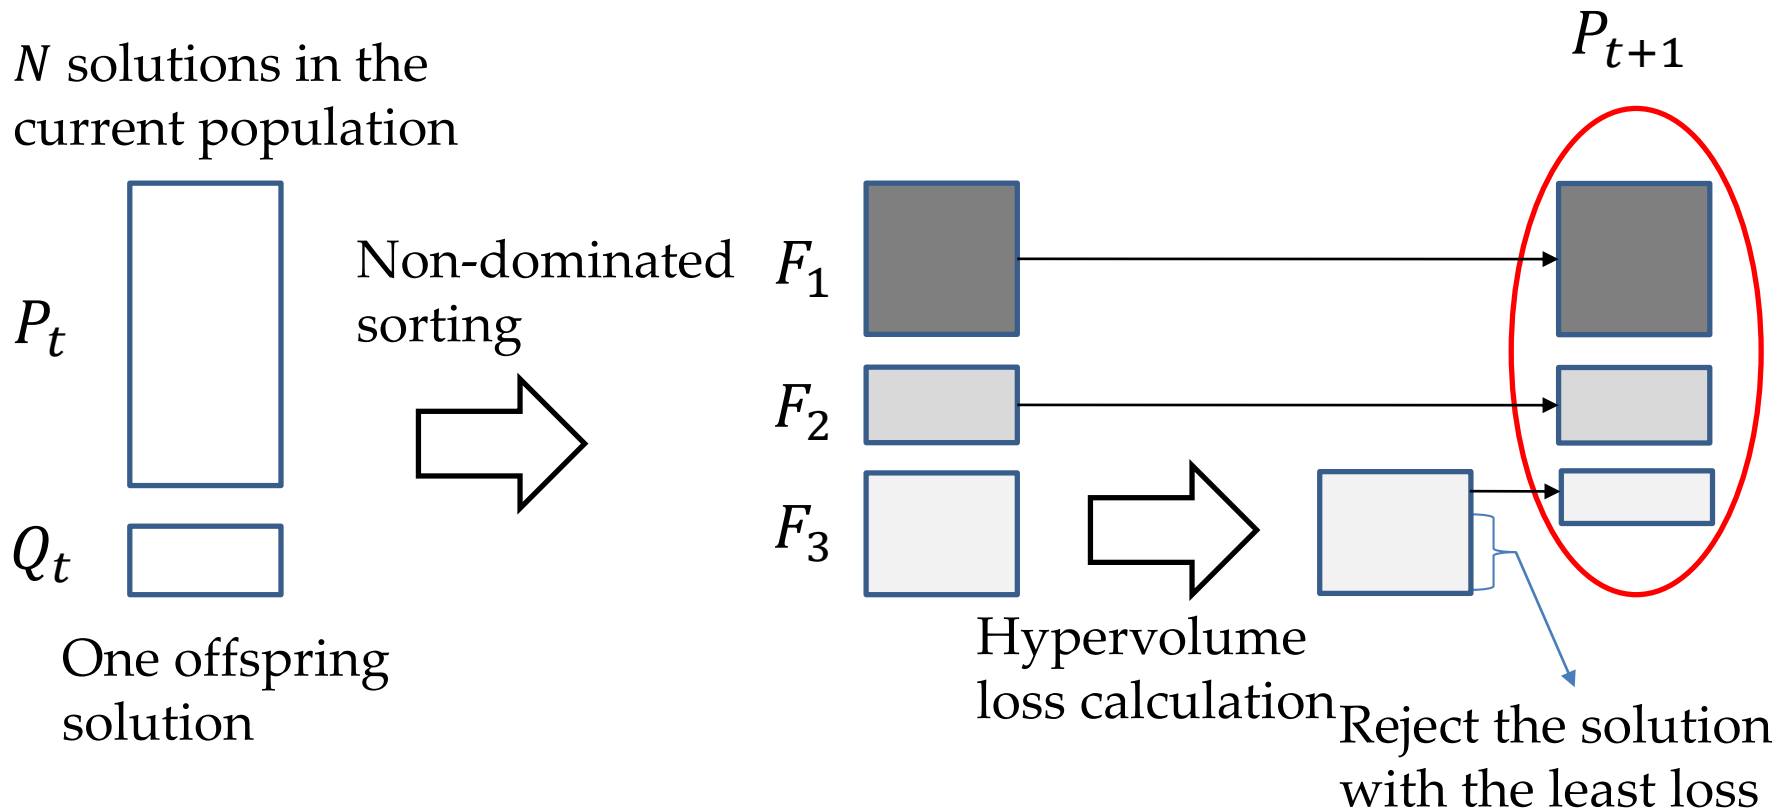 N solutions in the
current population
P_t
Q_t
One offspring
solution
Non-dominated
sorting
F_1
F_2
F_3
Hypervolume
loss calculation
P_{t+1}
Reject the solution
with the least loss